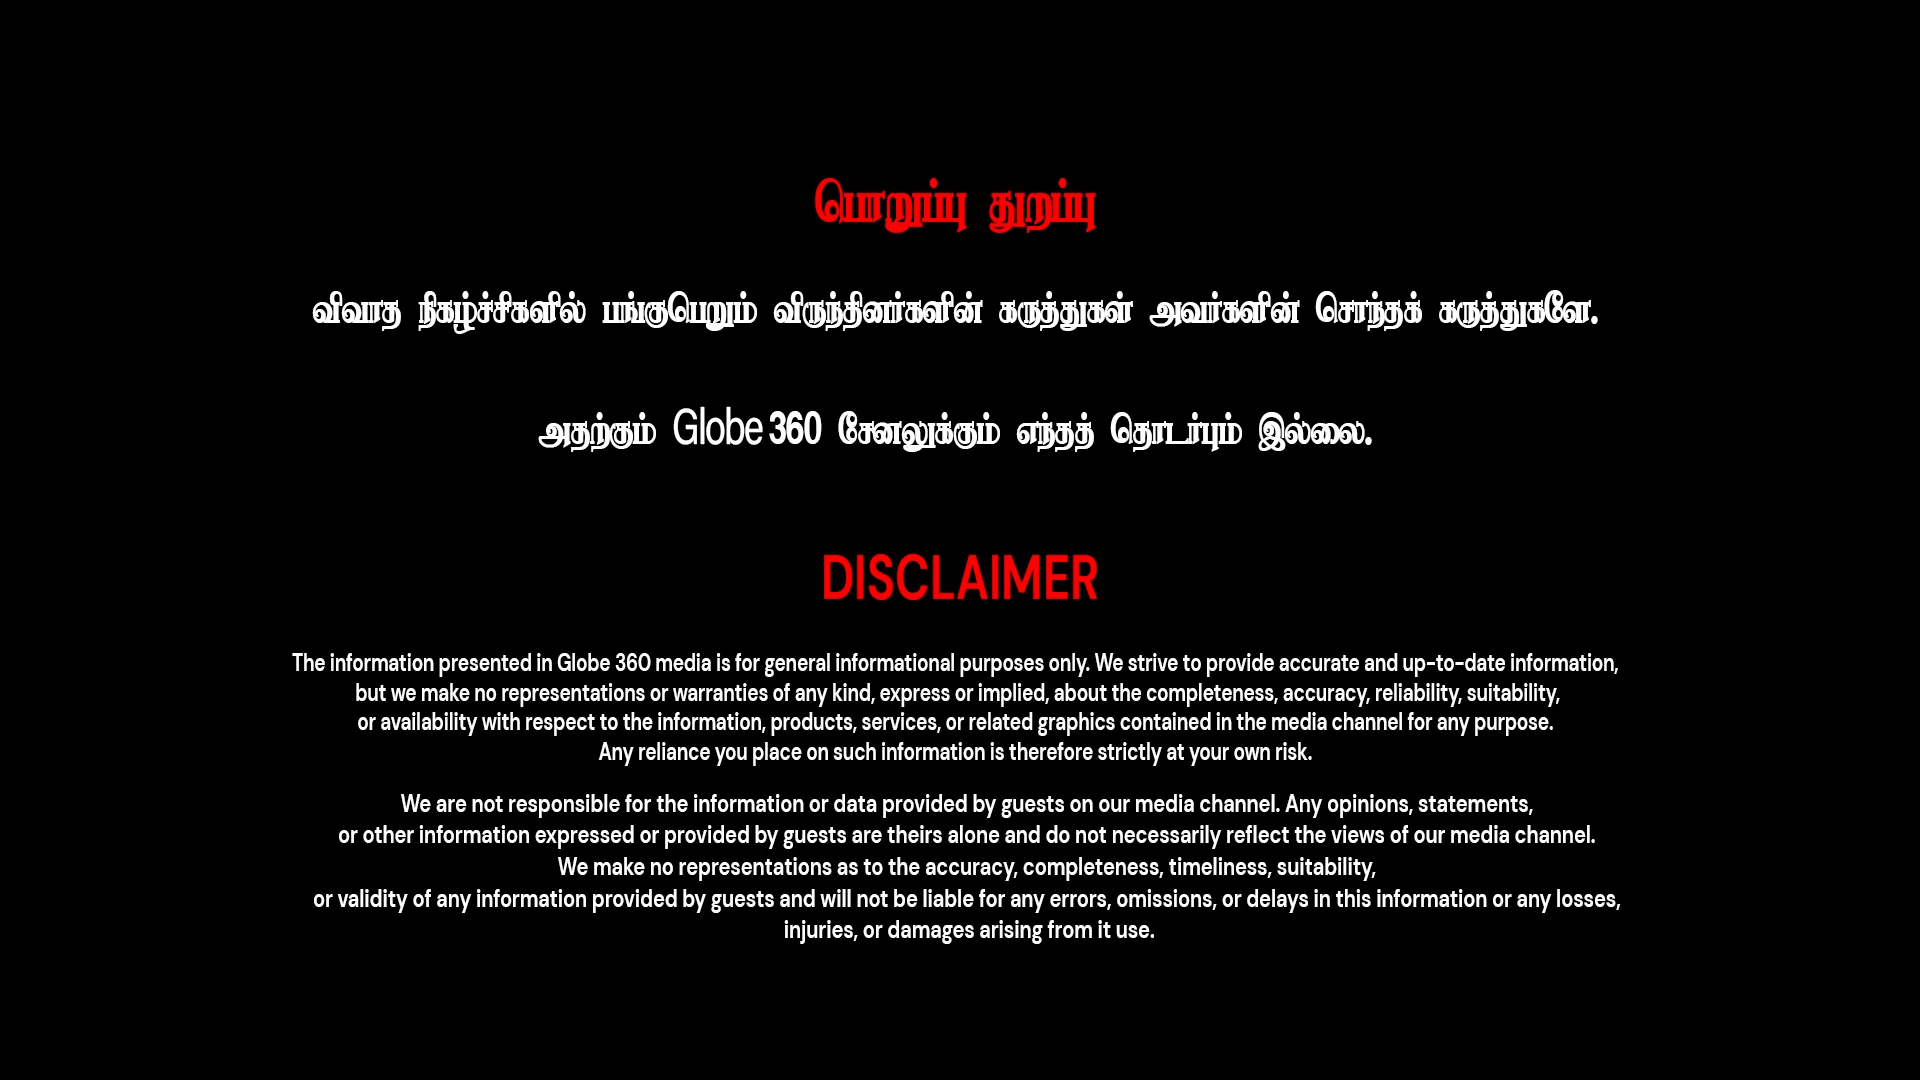 பொறுப்பு துறப்பு
விவாத நிகழ்ச்சிகளில் பங்குபெறும் விருந்தினர்களின் கருத்துகள் அவர்களின் சொந்தக் கருத்துகளே.
அதற்கும் Globe 360 சேனலுக்கும் எந்தத் தொடர்பும் இல்லை.
DISCLAIMER
The information presented in Globe 360 media is for general informational purposes only. We strive to provide accurate and up-to-date information,
but we make no representations or warranties of any kind, express or implied, about the completeness, accuracy, reliability, suitability,
or availability with respect to the information, products, services, or related graphics contained in the media channel for any purpose.
Any reliance you place on such information is therefore strictly at your own risk.
We are not responsible for the information or data provided by guests on our media channel. Any opinions, statements,
or other information expressed or provided by guests are theirs alone and do not necessarily reflect the views of our media channel.
We make no representations as to the accuracy, completeness, timeliness, suitability,
or validity of any information provided by guests and will not be liable for any errors, omissions, or delays in this information or any losses,
injuries, or damages arising from it use.